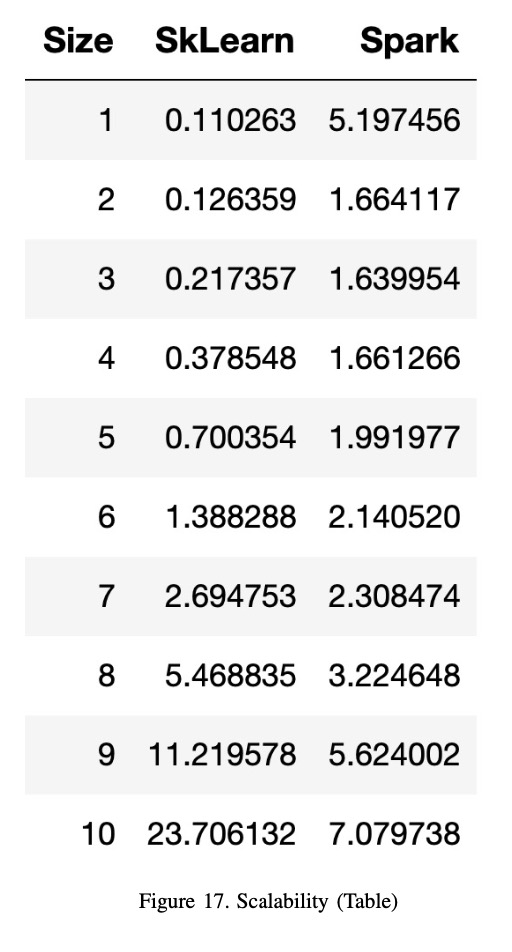 Size SkLearn Spark
1 0.110263 5.197456
2 0.126359 1.664117
3 0.217357 1.639954
4 0.378548 1.661266
5 0.700354 1.991977
6 1.388288 2.140520
7 2.694753 2.308474
8 5.468835 3.224648
9 11.219578 5.624002
10 23.706132 7.079738
Figure 17. Scalability (Table)